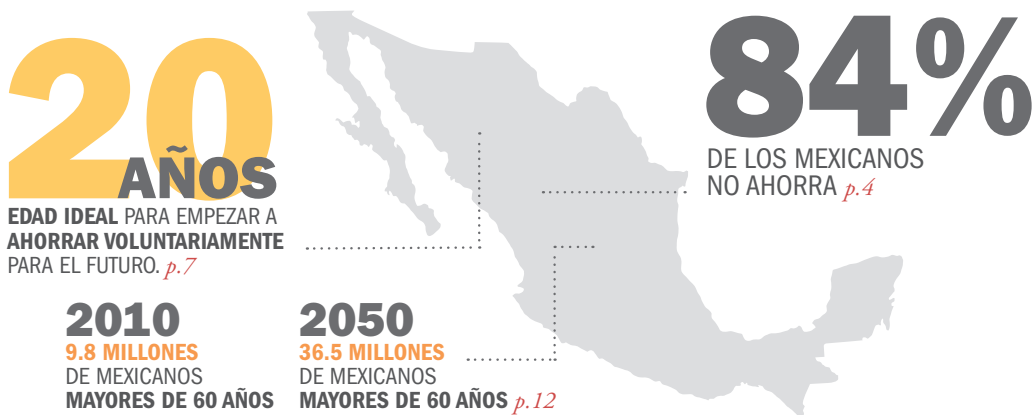 20
AÑOS
EDAD IDEAL PARA EMPEZAR A
AHORRAR VOLUNTARIAMENTE
PARA EL FUTURO. p.7
84%
DE LOS MEXICANOS
NO AHORRA p.4
2010
9.8 MILLONES
DE MEXICANOS
MAYORES DE 60 AÑOS
2050
36.5 MILLONES
DE MEXICANOS
MAYORES DE 60 AÑOS p.12